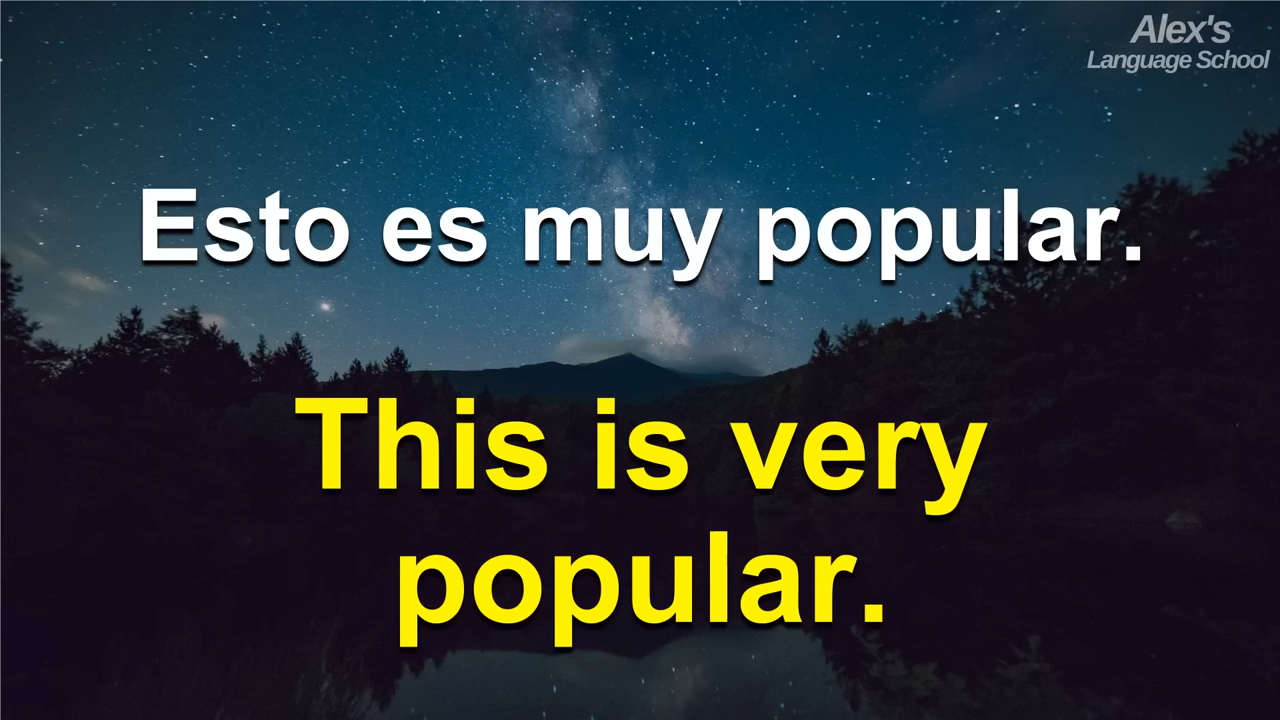 Alex's
Language School
Esto es muy popular.
This is very
popular.